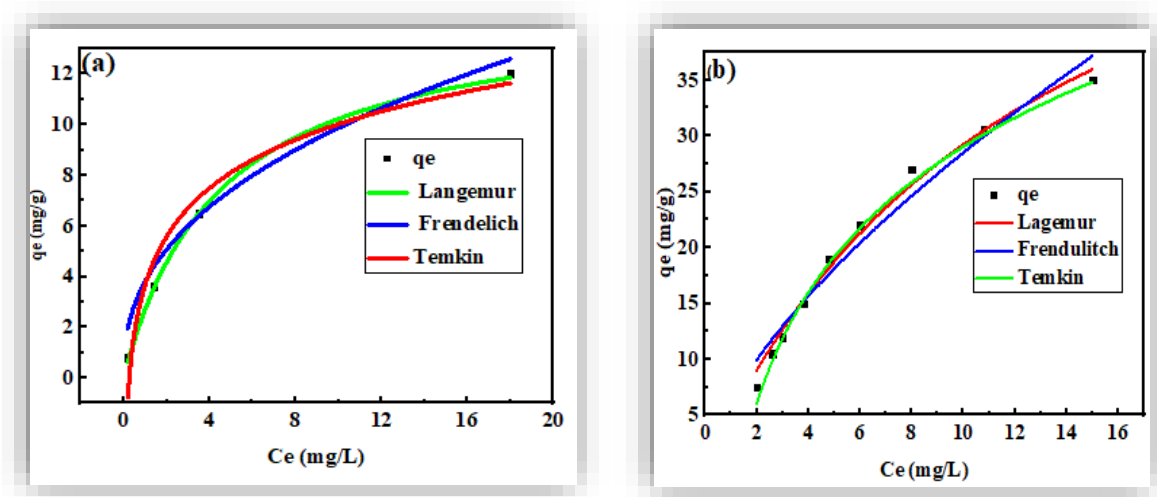 (a)
12
10
8
6
4
2
0
qe (mg/g)
qe
Langemur
Frendelich
Temkin
0 4 8 12 16 20
Ce (mg/L)
b)
35
30
25
20
15
10
5
qe (mg/g)
qe
Lagemur
Frendulitch
Temkin
0 2 4 6 8 10 12 14 16
Ce (mg/L)